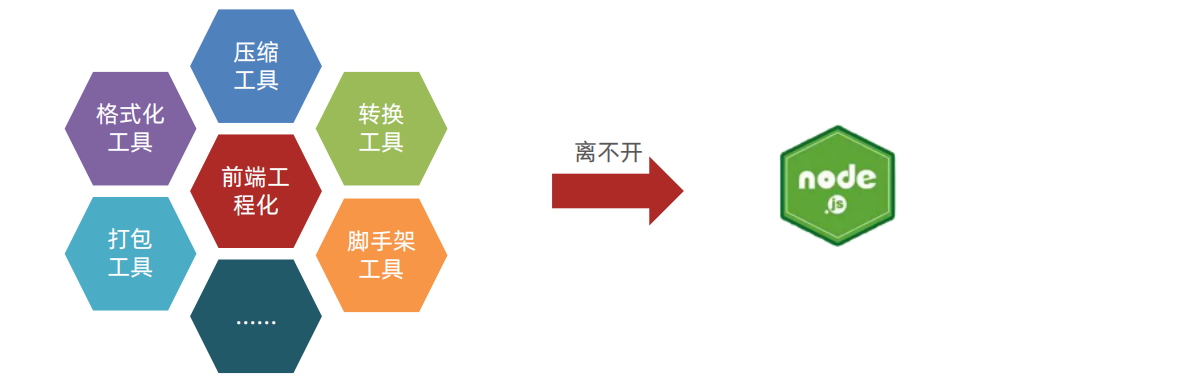 压缩
工具
格式化
工具
转换
工具
前端工
程化
打包
工具
脚手架
工具
......
离不开
node
.js